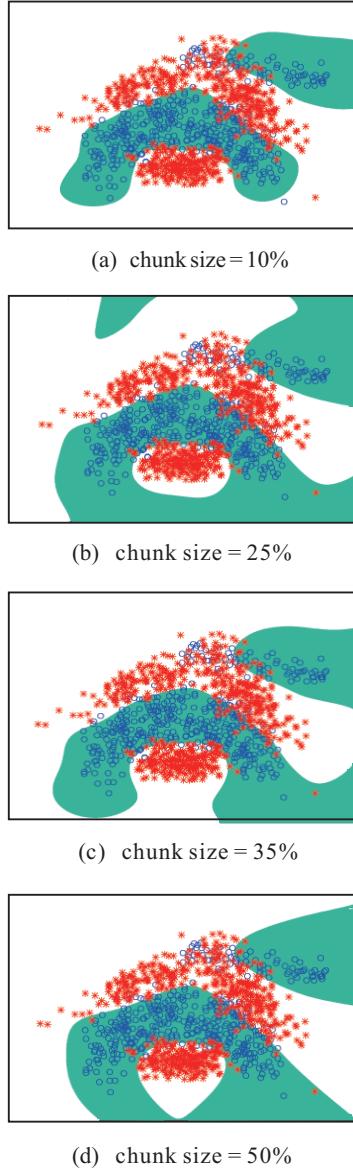 (a) chunk size = 10%
(b) chunk size = 25%
(c) chunk size = 35%
(d) chunk size = 50%